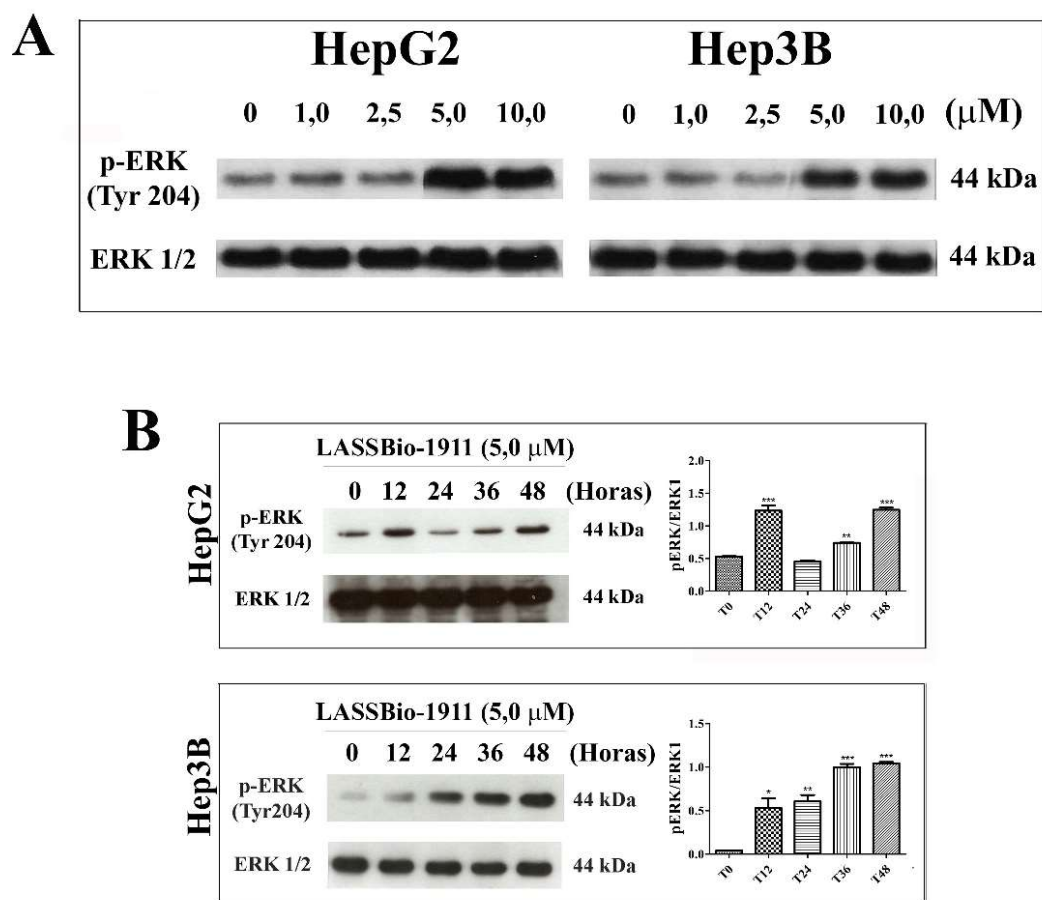 A
HepG2 Hep3B
0 1,0 2,5 5,0 10,0 0 1,0 2,5 5,0 10,0 (μM)
p-ERK
(Tyr 204)
44 kDa
ERK 1/2 44 kDa
B
HepG2
LASSBio-1911 (5,0 μM)
0 12 24 36 48 (Horas)
p-ERK
(Tyr 204)
44 kDa
ERK 1/2 44 kDa
pERK/ERK1
2.0
1.5
1.0
0.5
0.0
*** ** ***
T0 T12 T24 T36 T48
Hep3B
LASSBio-1911 (5,0 μM)
0 12 24 36 48 (Horas)
p-ERK
(Tyr204)
44 kDa
ERK 1/2 44 kDa
pERK/ERK1
1.5
1.0
0.5
0.0
* ** *** ***
T0 T12 T24 T36 T48